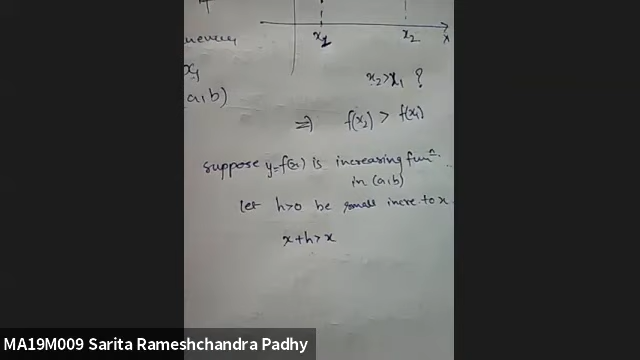 x₁ x₂ x
x₁
x₂>x₁ ?
(a,b)
⇒ f(x₂) > f(x₁)
Suppose y=f(x) is increasing funⁿ.
in (a,b)
let h>0 be small incre to x
x+h>x
MA19M009 Sarita Rameshchandra Padhy